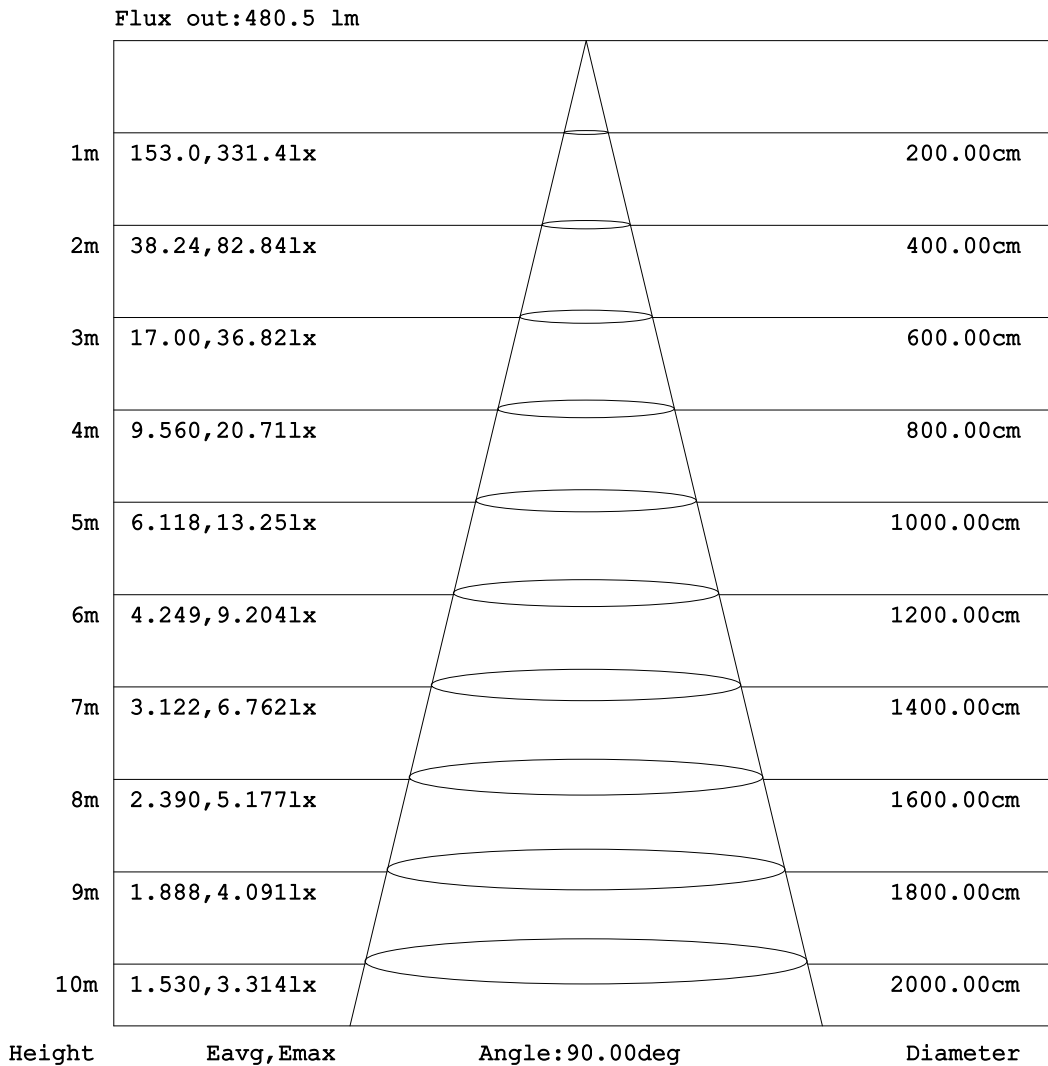 Flux out:480.5 lm
1m 153.0,331.4lx 200.00cm
2m 38.24,82.84lx 400.00cm
3m 17.00,36.82lx 600.00cm
4m 9.560,20.71lx 800.00cm
5m 6.118,13.25lx 1000.00cm
6m 4.249,9.204lx 1200.00cm
7m 3.122,6.762lx 1400.00cm
8m 2.390,5.177lx 1600.00cm
9m 1.888,4.091lx 1800.00cm
10m 1.530,3.314lx 2000.00cm
Height Eavg,Emax Angle:90.00deg Diameter